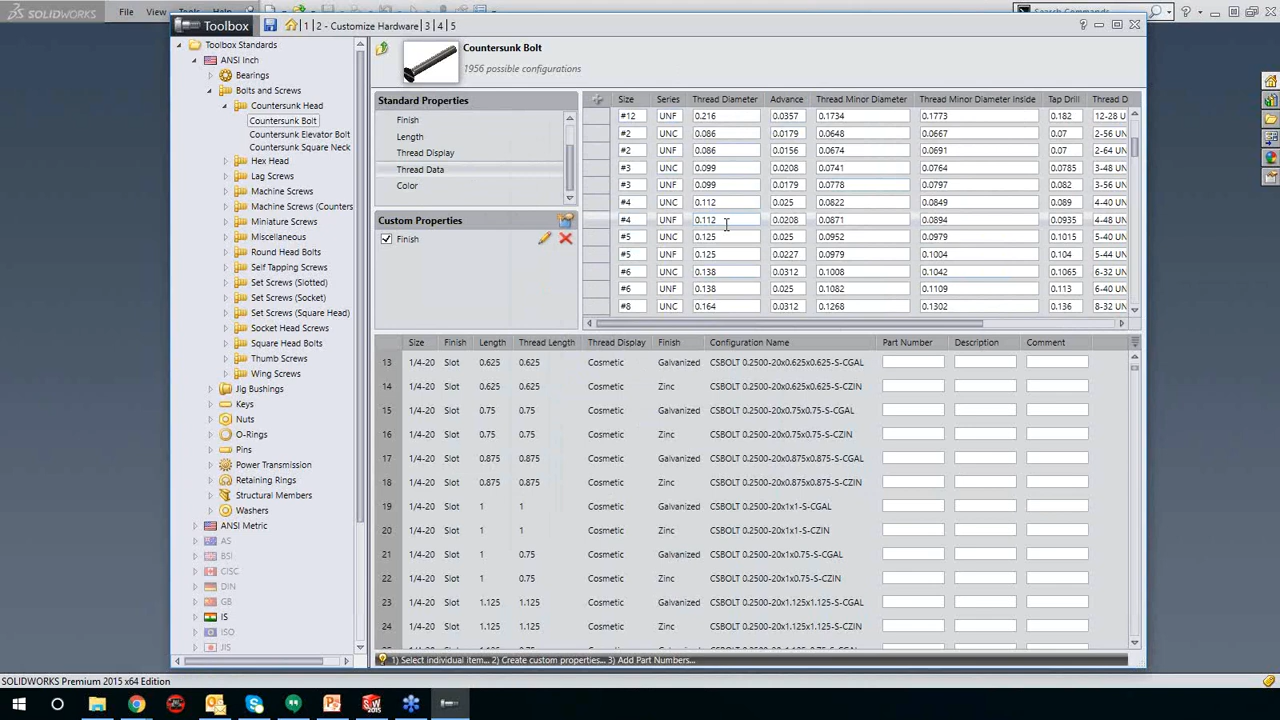 SOLIDWORKS File View
Search Commands
Toolbox 1 2 - Customize Hardware 3 4 5
Toolbox Standards
ANSI Inch
Bearings
Bolts and Screws
Countersunk Head
Countersunk Bolt
Countersunk Elevator Bolt
Countersunk Square Neck
Hex Head
Lag Screws
Machine Screws
Machine Screws (Counters
Miniature Screws
Miscellaneous
Round Head Bolts
Self Tapping Screws
Set Screws (Slotted)
Set Screws (Socket)
Set Screws (Square Head)
Socket Head Screws
Square Head Bolts
Thumb Screws
Wing Screws
Jig Bushings
Keys
Nuts
O-Rings
Pins
Power Transmission
Retaining Rings
Structural Members
Washers
ANSI Metric
AS
BSI
CISC
DIN
GB
IS
ISO
JIS
Countersunk Bolt
1956 possible configurations
Standard Properties
Finish
Length
Thread Display
Thread Data
Color
Custom Properties
Finish
Size Series Thread Diameter Advance Thread Minor Diameter Thread Minor Diameter Inside Tap Drill Thread D
#12 UNF 0.216 0.0357 0.1734 0.1773 0.182 12-28 U
#2 UNC 0.086 0.0179 0.0648 0.0667 0.07 2-56 UN
#2 UNF 0.086 0.0156 0.0674 0.0691 0.07 2-64 UN
#3 UNC 0.099 0.0208 0.0741 0.0764 0.0785 3-48 UN
#3 UNF 0.099 0.0179 0.0778 0.0797 0.082 3-56 UN
#4 UNC 0.112 0.025 0.0822 0.0849 0.089 4-40 UN
#4 UNF 0.112 0.0208 0.0871 0.0894 0.0935 4-48 UN
#5 UNC 0.125 0.025 0.0952 0.0979 0.1015 5-40 UN
#5 UNF 0.125 0.0227 0.0979 0.1004 0.104 5-44 UN
#6 UNC 0.138 0.0312 0.1008 0.1042 0.1065 6-32 UN
#6 UNF 0.138 0.025 0.1082 0.1109 0.113 6-40 UN
#8 UNC 0.164 0.0312 0.1268 0.1302 0.136 8-32 UN
Size Finish Length Thread Length Thread Display Finish Configuration Name Part Number Description Comment
13 1/4-20 Slot 0.625 0.625 Cosmetic Galvanized CSBOLT 0.2500-20x0.625x0.625-S-CGAL
14 1/4-20 Slot 0.625 0.625 Cosmetic Zinc CSBOLT 0.2500-20x0.625x0.625-S-CZIN
15 1/4-20 Slot 0.75 0.75 Cosmetic Galvanized CSBOLT 0.2500-20x0.75x0.75-S-CGAL
16 1/4-20 Slot 0.75 0.75 Cosmetic Zinc CSBOLT 0.2500-20x0.75x0.75-S-CZIN
17 1/4-20 Slot 0.875 0.875 Cosmetic Galvanized CSBOLT 0.2500-20x0.875x0.875-S-CGAL
18 1/4-20 Slot 0.875 0.875 Cosmetic Zinc CSBOLT 0.2500-20x0.875x0.875-S-CZIN
19 1/4-20 Slot 1 1 Cosmetic Galvanized CSBOLT 0.2500-20x1x1-S-CGAL
20 1/4-20 Slot 1 1 Cosmetic Zinc CSBOLT 0.2500-20x1x1-S-CZIN
21 1/4-20 Slot 1 0.75 Cosmetic Galvanized CSBOLT 0.2500-20x1x0.75-S-CGAL
22 1/4-20 Slot 1 0.75 Cosmetic Zinc CSBOLT 0.2500-20x1x0.75-S-CZIN
23 1/4-20 Slot 1.125 1.125 Cosmetic Galvanized CSBOLT 0.2500-20x1.125x1.125-S-CGAL
24 1/4-20 Slot 1.125 1.125 Cosmetic Zinc CSBOLT 0.2500-20x1.125x1.125-S-CZIN
1) Select individual item... 2) Create custom properties... 3) Add Part Numbers...
SOLIDWORKS Premium 2015 x64 Edition